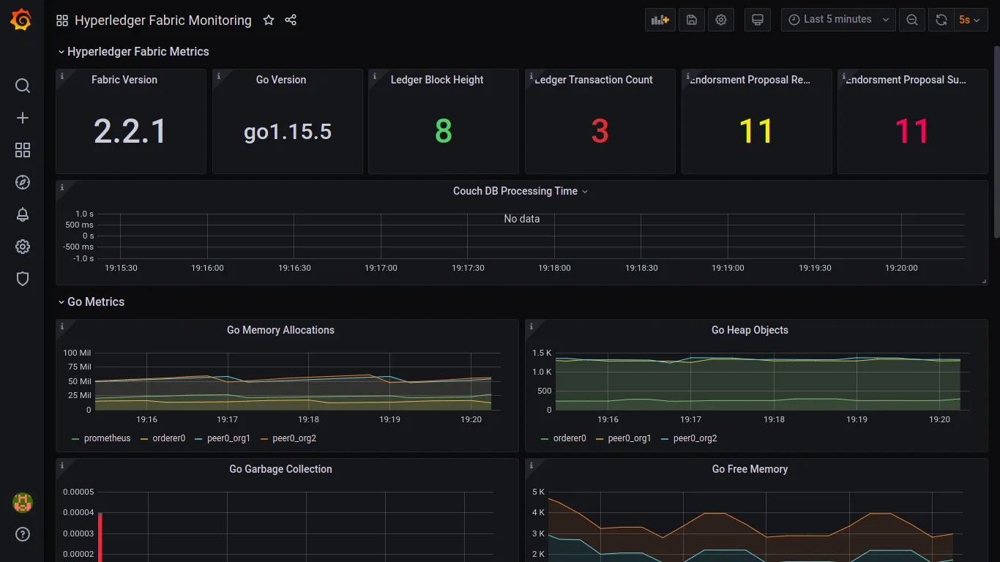 Hyperledger Fabric Monitoring
Last 5 minutes
5s
Hyperledger Fabric Metrics
Fabric Version
Go Version
Ledger Block Height
Ledger Transaction Count
Endorsment Proposal Re...
Endorsment Proposal Su...
2.2.1
go1.15.5
8
3
11
11
Couch DB Processing Time
1.0 s
500 ms
0 s
-500 ms
-1.0 s
No data
19:15:30 19:16:00 19:16:30 19:17:00 19:17:30 19:18:00 19:18:30 19:19:00 19:19:30 19:20:00
Go Metrics
Go Memory Allocations
100 Mil
75 Mil
50 Mil
25 Mil
0
19:16 19:17 19:18 19:19 19:20
prometheus orderer0 peer0_org1 peer0_org2
Go Heap Objects
1.5 K
1.0 K
500
0
19:16 19:17 19:18 19:19 19:20
orderer0 peer0_org1 peer0_org2
Go Garbage Collection
0.00005
0.00004
0.00003
0.00002
Go Free Memory
5 K
4 K
3 K
2 K